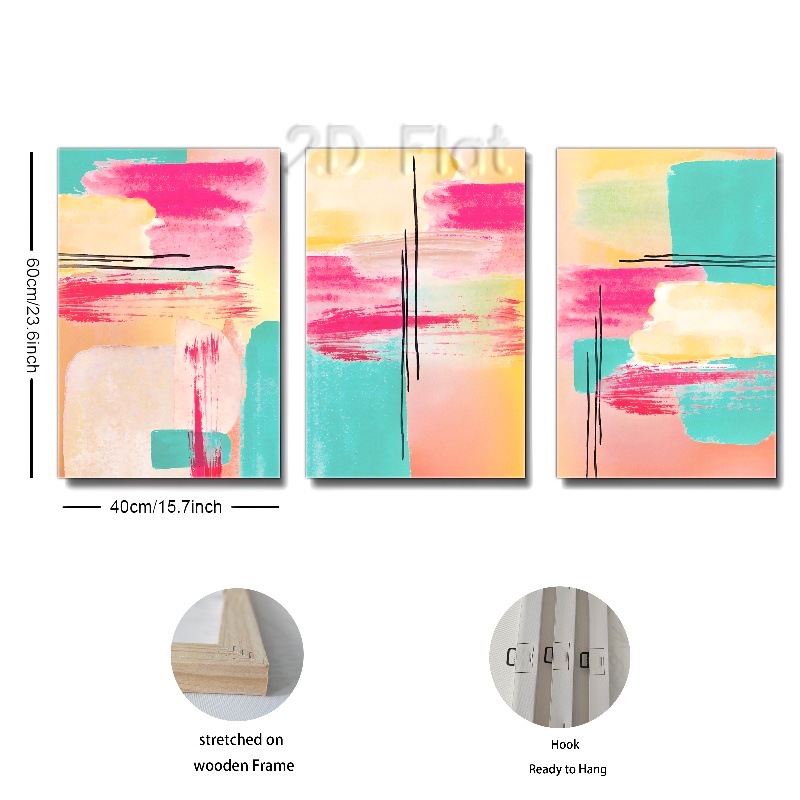 2D Flat
60cm/23.6inch
40cm/15.7inch
stretched on
wooden Frame
Hook
Ready to Hang